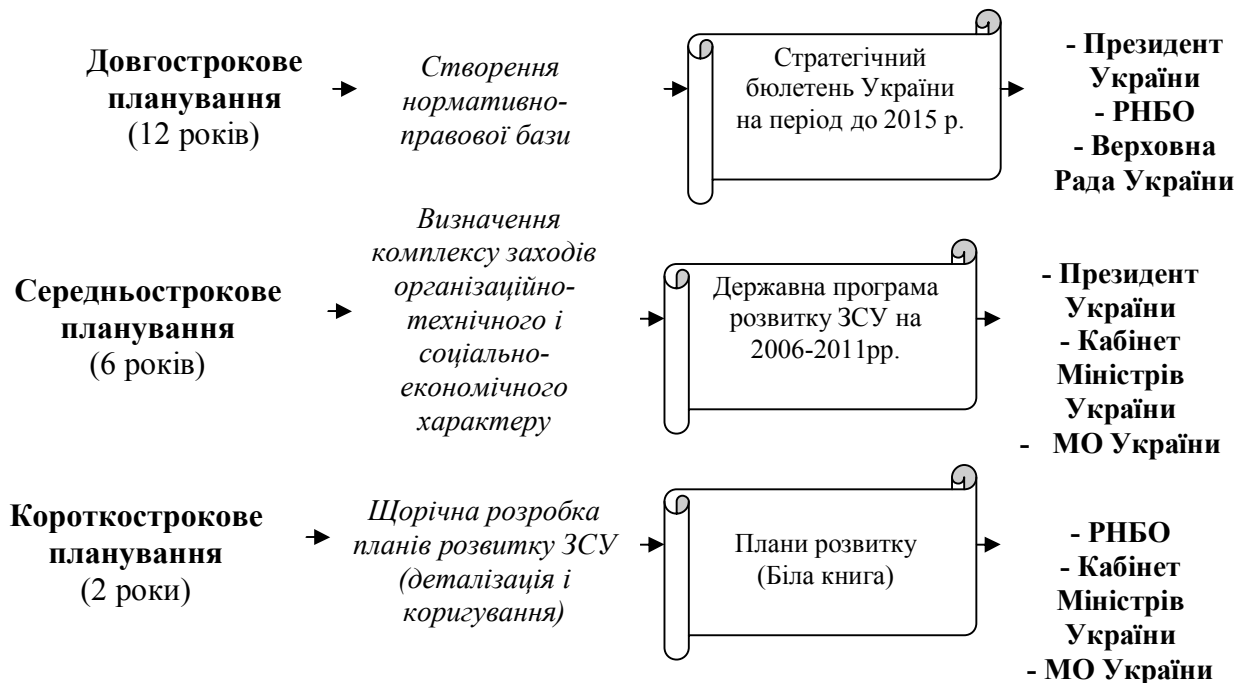 Довгострокове
планування
(12 років)
Створення
нормативно-
правової бази
Стратегічний
бюлетень України
на період до 2015 р.
- Президент
України
- РНБО
- Верховна
Рада України
Середньострокове
планування
(6 років)
Визначення
комплексу заходів
організаційно-
технічного і
соціально-
економічного
характеру
Державна програма
розвитку ЗСУ на
2006-2011рр.
- Президент
України
- Кабінет
Міністрів
України
- МО України
Короткострокове
планування
(2 роки)
Щорічна розробка
планів розвитку ЗСУ
(деталізація і
коригування)
Плани розвитку
(Біла книга)
- РНБО
- Кабінет
Міністрів
України
- МО України